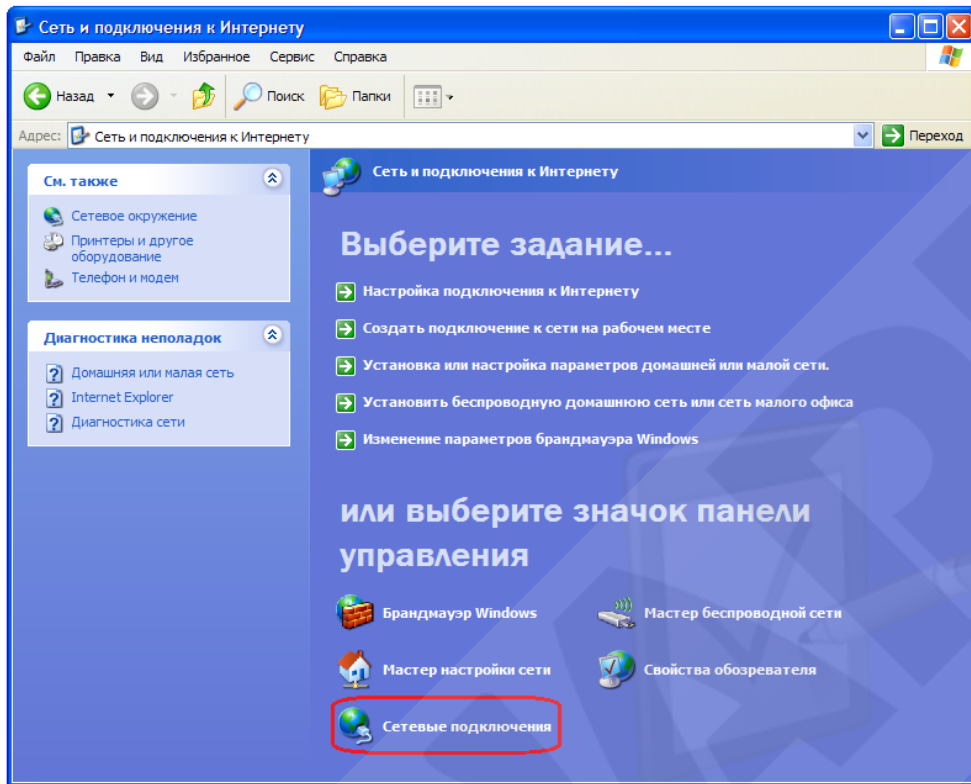 Сеть и подключения к Интернету
Файл Правка Вид Избранное Сервис Справка
Назад Поиск Папки
Адрес: Сеть и подключения к Интернету Переход
См. также
Сетевое окружение
Принтеры и другое
оборудование
Телефон и модем
Диагностика неполадок
Домашняя или малая сеть
Internet Explorer
Диагностика сети
Сеть и подключения к Интернету
Выберите задание...
Настройка подключения к Интернету
Создать подключение к сети на рабочем месте
Установка или настройка параметров домашней или малой сети.
Установить беспроводную домашнюю сеть или сеть малого офиса
Изменение параметров брандмауэра Windows
или выберите значок панели
управления
Брандмауэр Windows Мастер беспроводной сети
Мастер настройки сети Свойства обозревателя
Сетевые подключения